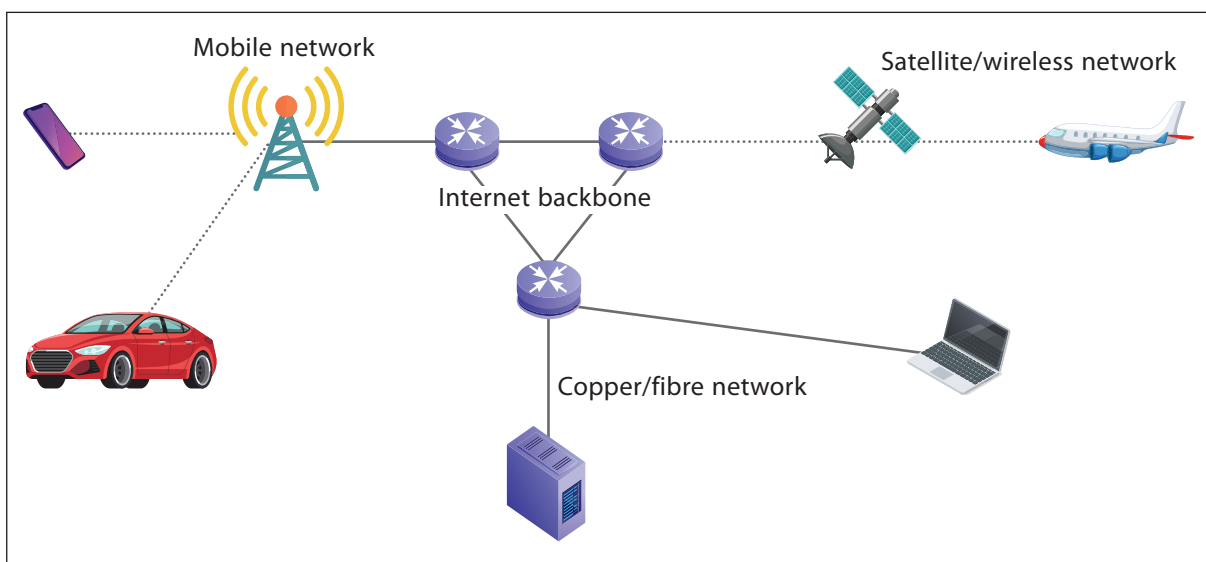 Mobile network
Satellite/wireless network
Internet backbone
Copper/fibre network